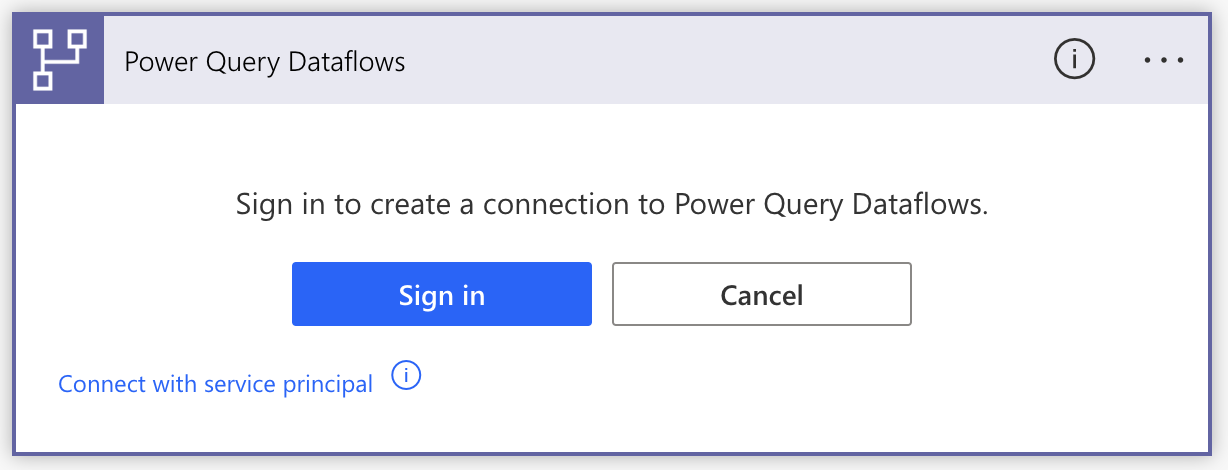 Power Query Dataflows
Sign in to create a connection to Power Query Dataflows.
Sign in
Cancel
Connect with service principal